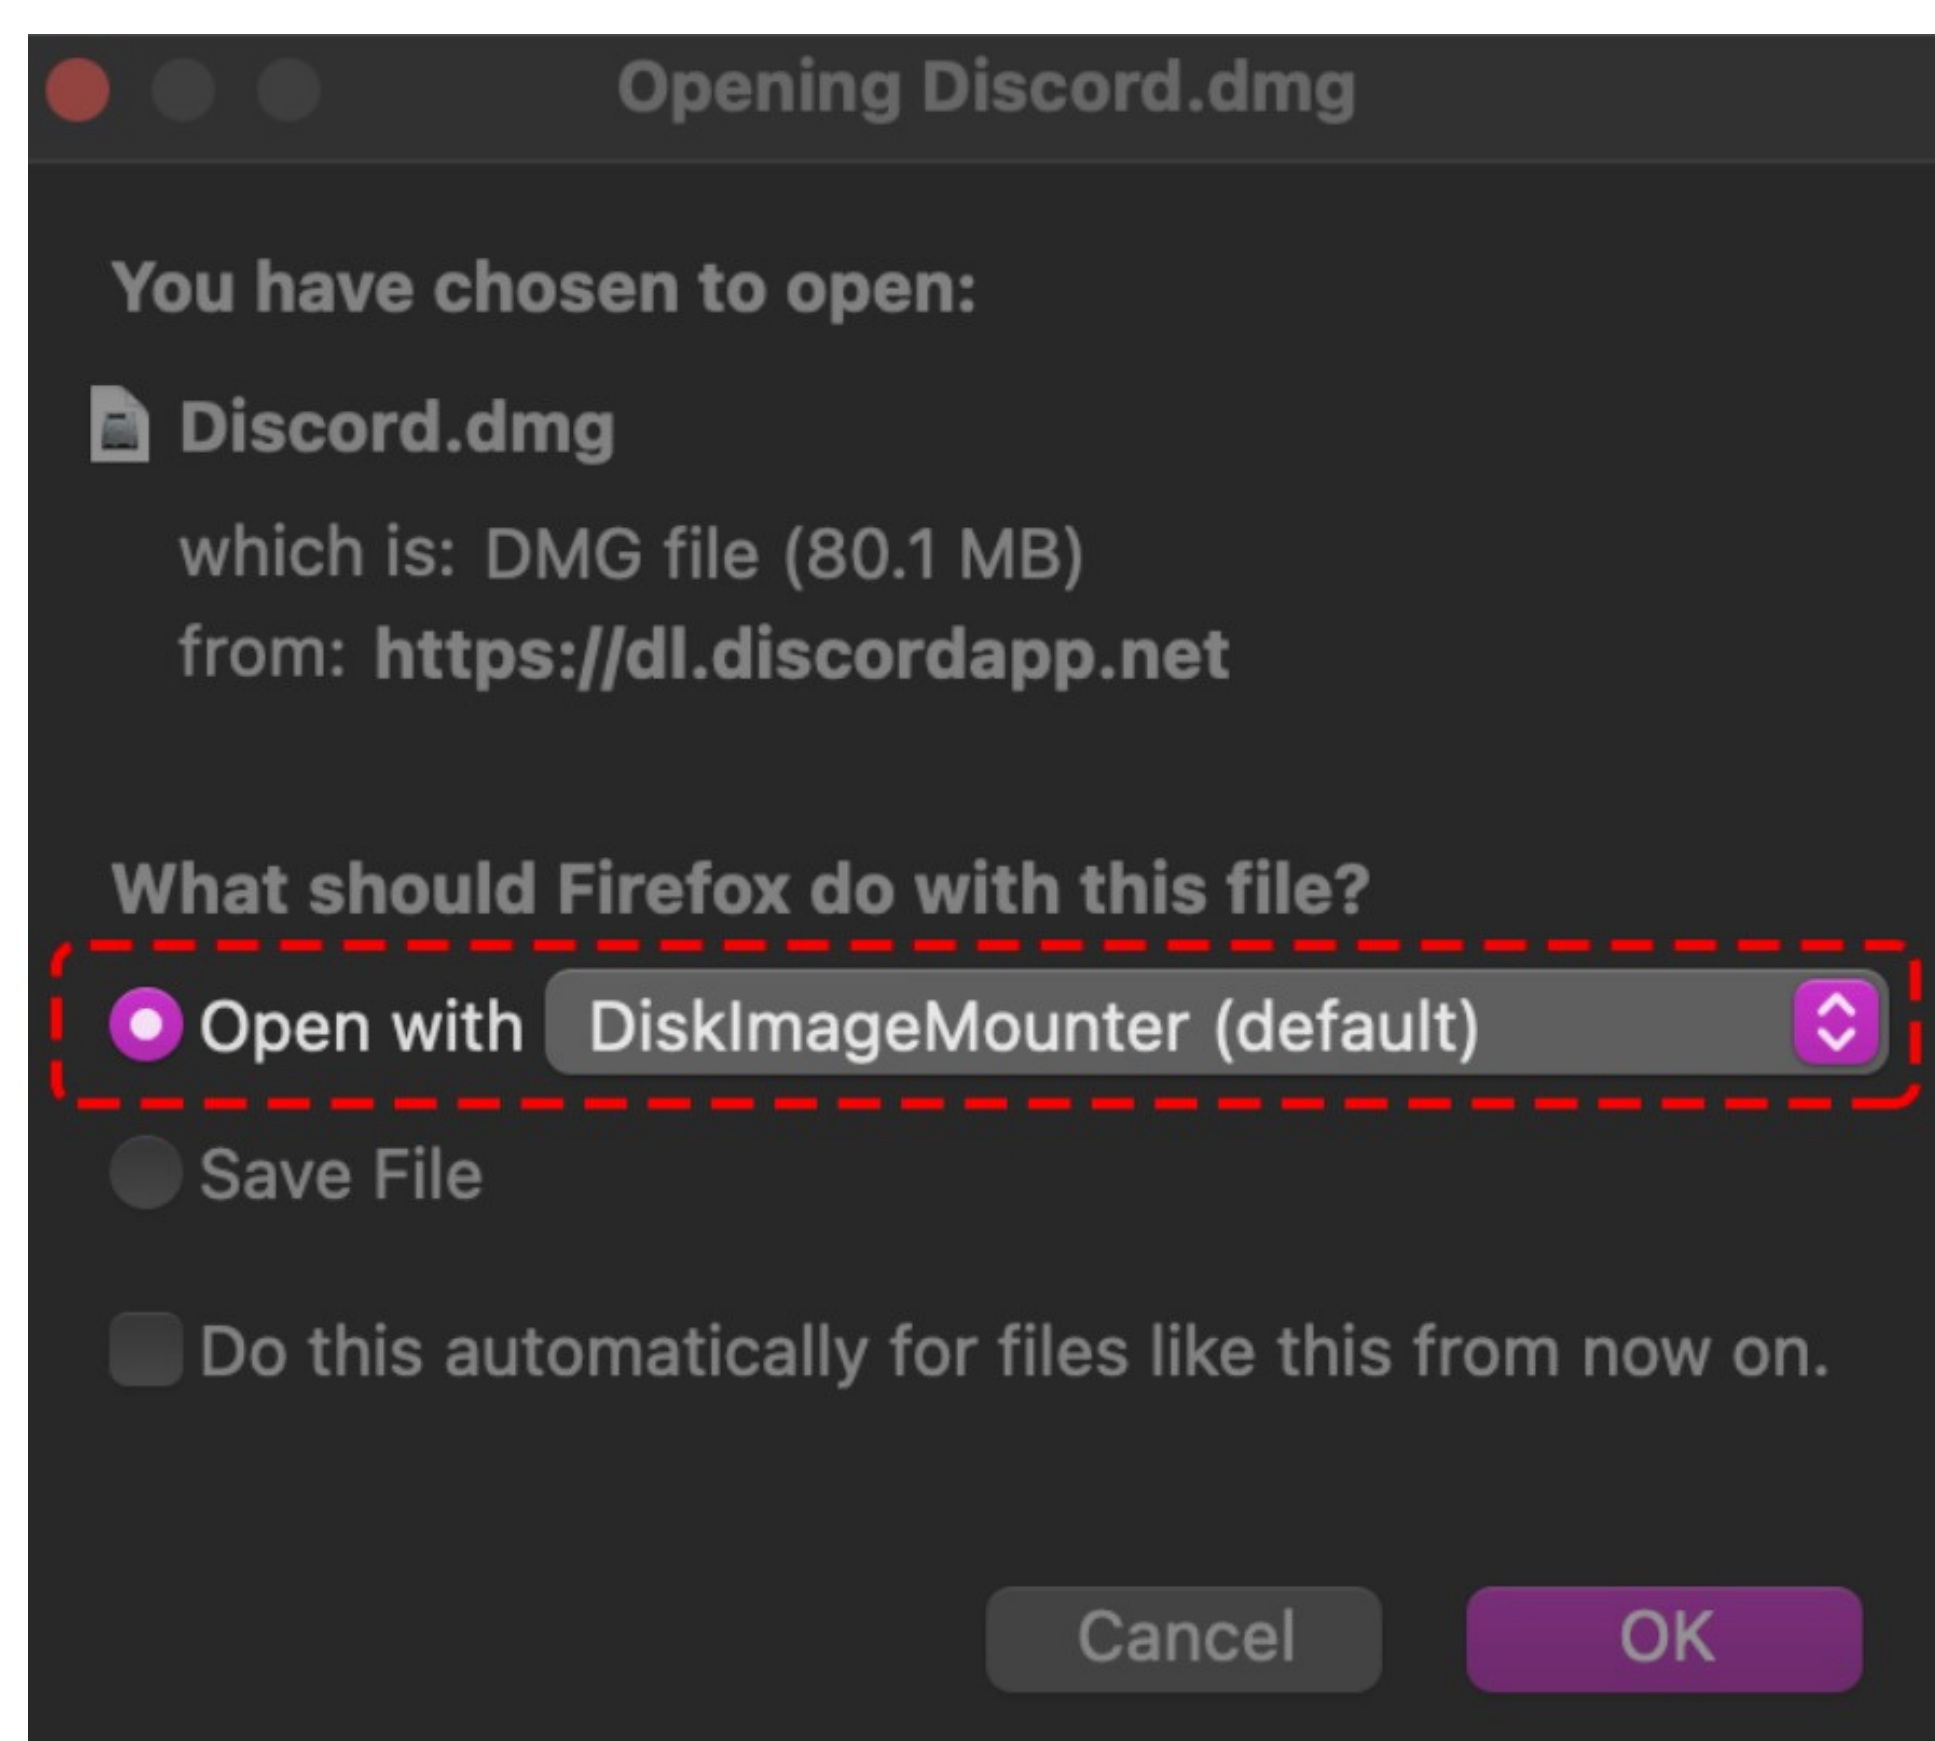 Opening Discord.dmg
You have chosen to open:
Discord.dmg
which is: DMG file (80.1 MB)
from: https://dl.discordapp.net
What should Firefox do with this file?
Open with DiskImageMounter (default)
Save File
Do this automatically for files like this from now on.
Cancel OK